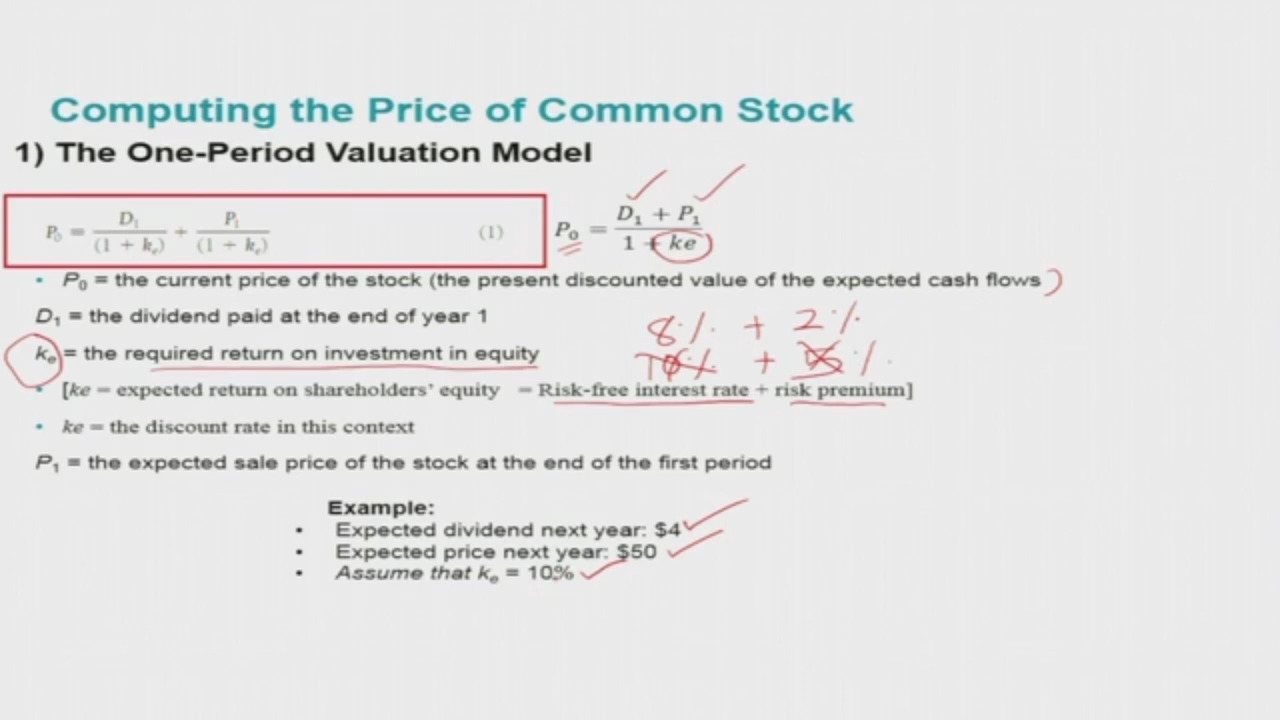 Computing the Price of Common Stock
1) The One-Period Valuation Model
P₀ = D₁/(1 + kₑ) + P₁/(1 + kₑ) (1)
P₀ = (D₁ + P₁)/(1 + ke)
• P₀ = the current price of the stock (the present discounted value of the expected cash flows)
D₁ = the dividend paid at the end of year 1
8% + 2%
kₑ = the required return on investment in equity
• [ke = expected return on shareholders' equity = Risk-free interest rate + risk premium]
• ke = the discount rate in this context
P₁ = the expected sale price of the stock at the end of the first period
Example:
• Expected dividend next year: $4
• Expected price next year: $50
• Assume that kₑ = 10%